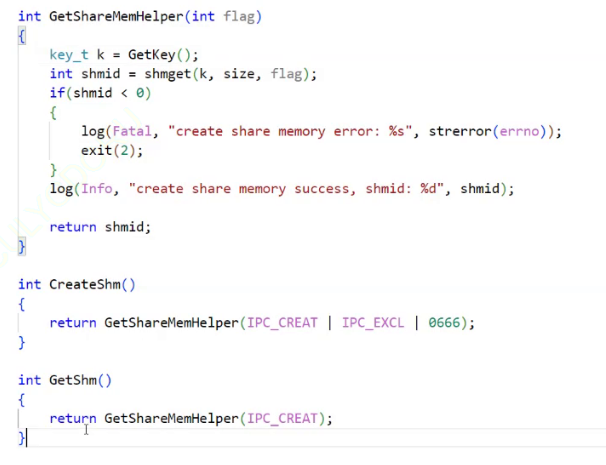 int GetShareMemHelper(int flag)
{
    key_t k = GetKey();
    int shmid = shmget(k, size, flag);
    if(shmid < 0)
    {
        log(Fatal, "create share memory error: %s", strerror(errno));
        exit(2);
    }
    log(Info, "create share memory success, shmid: %d", shmid);
    return shmid;
}
int CreateShm()
{
    return GetShareMemHelper(IPC_CREAT | IPC_EXCL | 0666);
}
int GetShm()
{
    return GetShareMemHelper(IPC_CREAT);
}